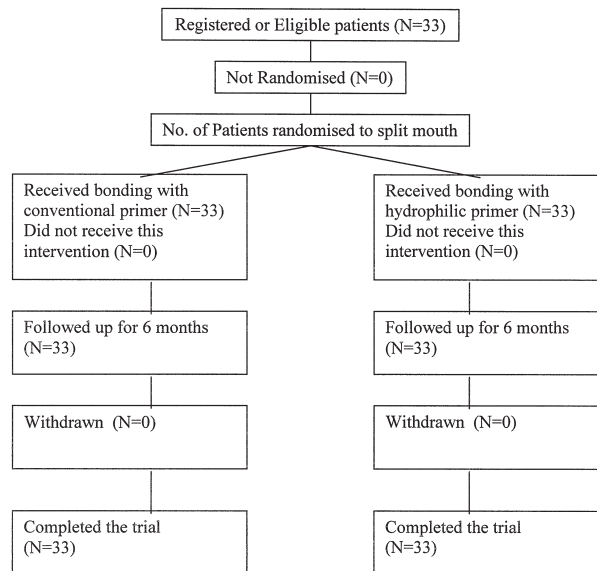 Registered or Eligible patients (N=33)
Not Randomised (N=0)
No. of Patients randomised to split mouth
Received bonding with
conventional primer (N=33)
Did not receive this
intervention (N=0)
Received bonding with
hydrophilic primer (N=33)
Did not receive this
intervention (N=0)
Followed up for 6 months
(N=33)
Followed up for 6 months
(N=33)
Withdrawn (N=0)
Withdrawn (N=0)
Completed the trial
(N=33)
Completed the trial
(N=33)